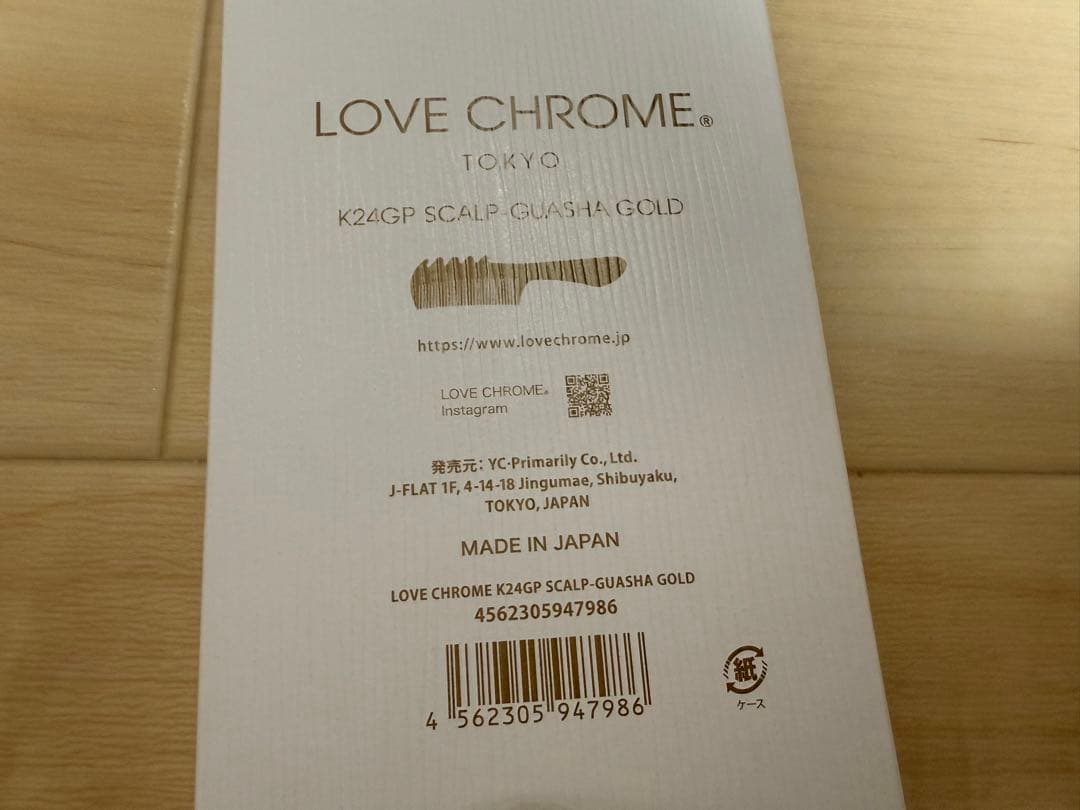 LOVE CHROME®
TOKYO
K24GP SCALP-GUASHA GOLD
https://www.lovechrome.jp
LOVE CHROME®
Instagram
発売元: YC·Primarily Co., Ltd.
J-FLAT 1F, 4-14-18 Jingumae, Shibuyaku,
TOKYO, JAPAN
MADE IN JAPAN
LOVE CHROME K24GP SCALP-GUASHA GOLD
4562305947986
4 562305 947986
紙
ケース